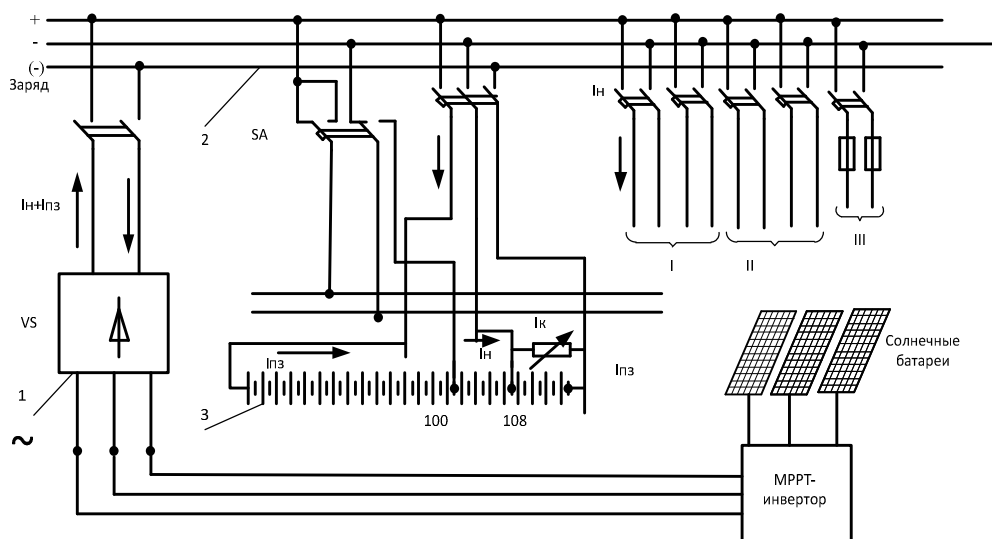 +
-
(-)
Заряд
2
SA
Iн
Iн+Iпз
I
II
III
VS
Iк
Iн
Iпз
Iпз
Солнечные
батареи
1
3
100
108
~
МРРТ-
инвертор